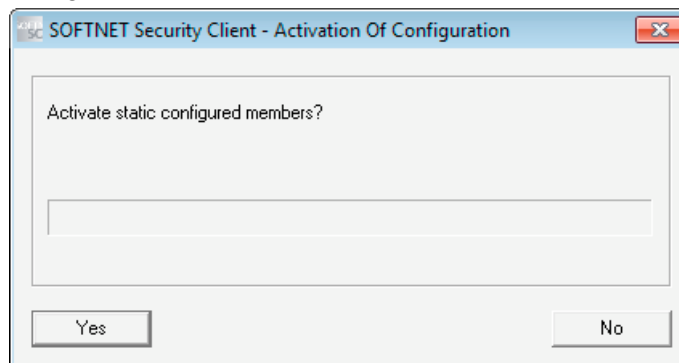 SOFTNET Security Client - Activation Of Configuration
Activate static configured members?
Yes
No